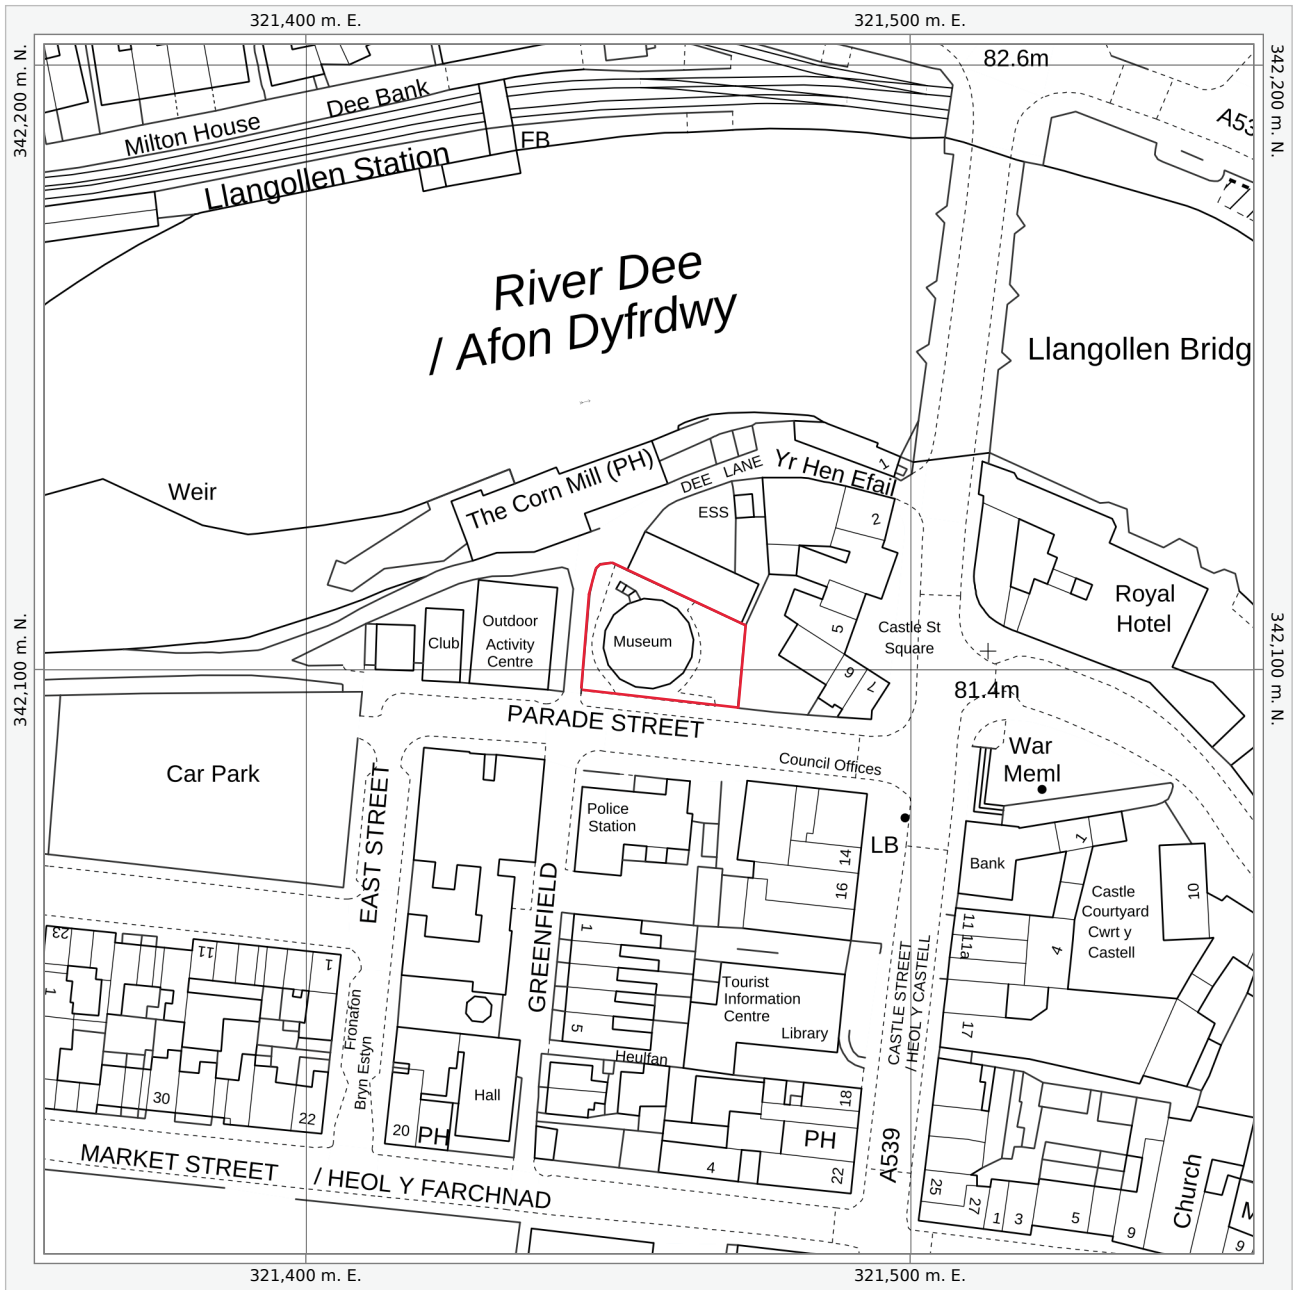 321,400 m. E.
321,500 m. E.
342,200 m. N.
342,200 m. N.
82.6m
Dee Bank
Milton House
A53
FB
Llangollen Station
River Dee
/ Afon Dyfrdwy
Llangollen Bridg
Weir
The Corn Mill (PH)
DEE LANE
Yr Hen Efail
1
ESS
2
Royal
Hotel
Outdoor
Activity
Centre
Club
Museum
5
Castle St
Square
6
7
342,100 m. N.
342,100 m. N.
81.4m
PARADE STREET
War
Meml
Council Offices
Car Park
EAST STREET
Police
Station
LB
14
16
Bank
1
10
Castle
Courtyard
Cwrt y
Castell
GREENFIELD
1
5
11
11a
4
17
23
11
1
1
Tourist
Information
Centre
Library
CASTLE STREET
/ HEOL Y CASTELL
Fronafon
Bryn Estyn
Heulfan
30
22
Hall
20
PH
18
PH
4
22
A539
MARKET STREET
/ HEOL Y FARCHNAD
25
27
1
3
5
9
Church
M
9
321,400 m. E.
321,500 m. E.